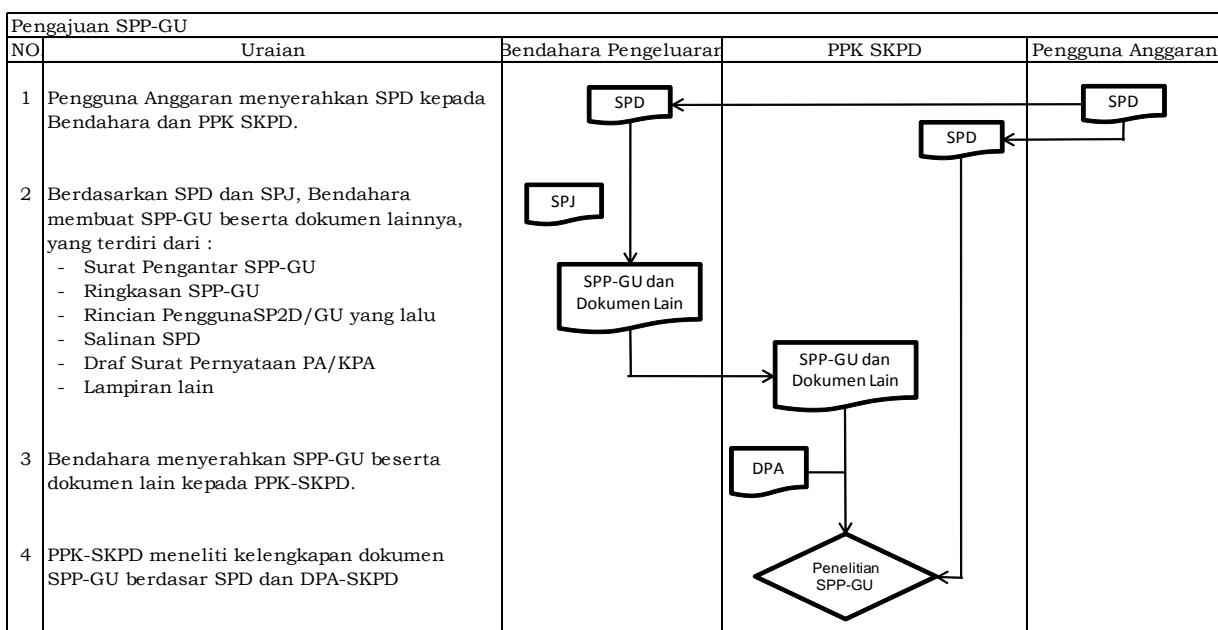 Pengajuan SPP-GU
NO Uraian Bendahara Pengeluaran PPK SKPD Pengguna Anggaran
1 Pengguna Anggaran menyerahkan SPD kepada
Bendahara dan PPK SKPD.
SPD
SPD
SPD
2 Berdasarkan SPD dan SPJ, Bendahara
membuat SPP-GU beserta dokumen lainnya,
yang terdiri dari :
- Surat Pengantar SPP-GU
- Ringkasan SPP-GU
- Rincian PenggunaSP2D/GU yang lalu
- Salinan SPD
- Draf Surat Pernyataan PA/KPA
- Lampiran lain
SPJ
SPP-GU dan
Dokumen Lain
SPP-GU dan
Dokumen Lain
3 Bendahara menyerahkan SPP-GU beserta
dokumen lain kepada PPK-SKPD.
DPA
4 PPK-SKPD meneliti kelengkapan dokumen
SPP-GU berdasar SPD dan DPA-SKPD
Penelitian
SPP-GU